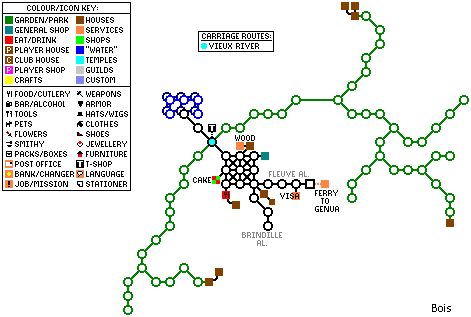 COLOUR/ICON KEY:
GARDEN/PARK
HOUSES
GENERAL SHOP
SERVICES
EAT/DRINK
SHOPS
P PLAYER HOUSE
"WATER"
C CLUB HOUSE
TEMPLES
P PLAYER SHOP
GUILDS
CRAFTS
CUSTOM
FOOD/CUTLERY
WEAPONS
BAR/ALCOHOL
ARMOR
TOOLS
HATS/WIGS
PETS
CLOTHES
FLOWERS
SHOES
SMITHY
JEWELLERY
PACKS/BOXES
FURNITURE
POST OFFICE
T T-SHOP
BANK/CHANGER
LANGUAGE
JOB/MISSION
STATIONER
CARRIAGE ROUTES:
VIEUX RIVER
T
WOOD
CAKE
FLEUVE AL.
VISA
FERRY
TO
GENUA
BRINDILLE
AL.
Bois